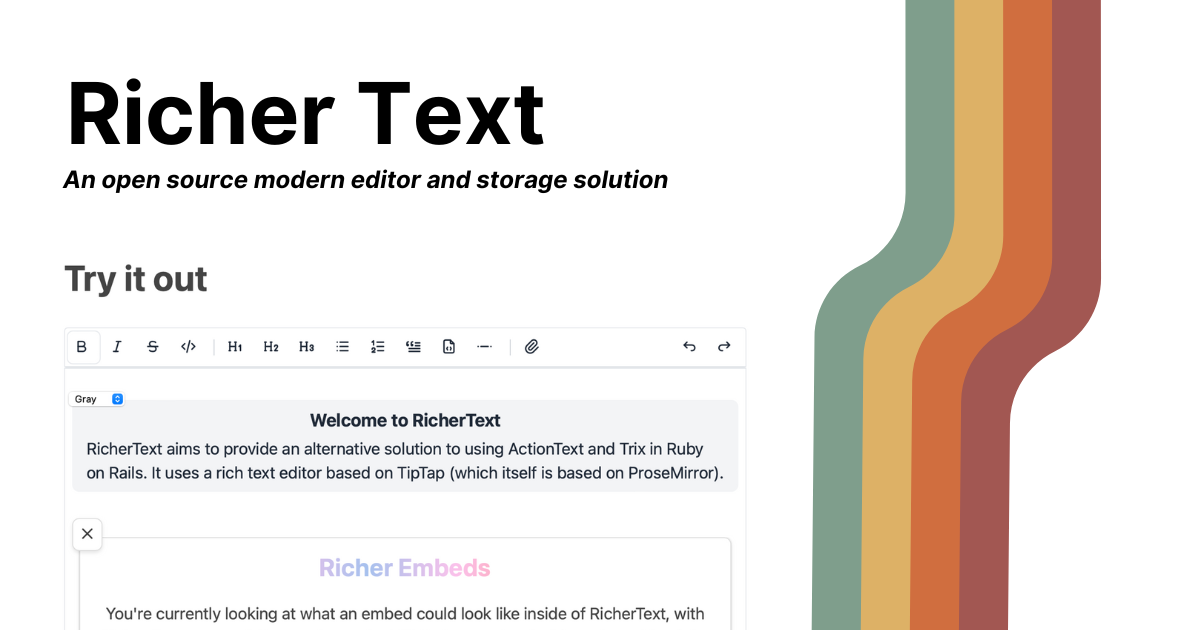 Richer Text
An open source modern editor and storage solution
Try it out
B I S </> H1 H2 H3
Gray
Welcome to RicherText
RicherText aims to provide an alternative solution to using ActionText and Trix in Ruby
on Rails. It uses a rich text editor based on TipTap (which itself is based on ProseMirror).
Richer Embeds
You're currently looking at what an embed could look like inside of RicherText, with